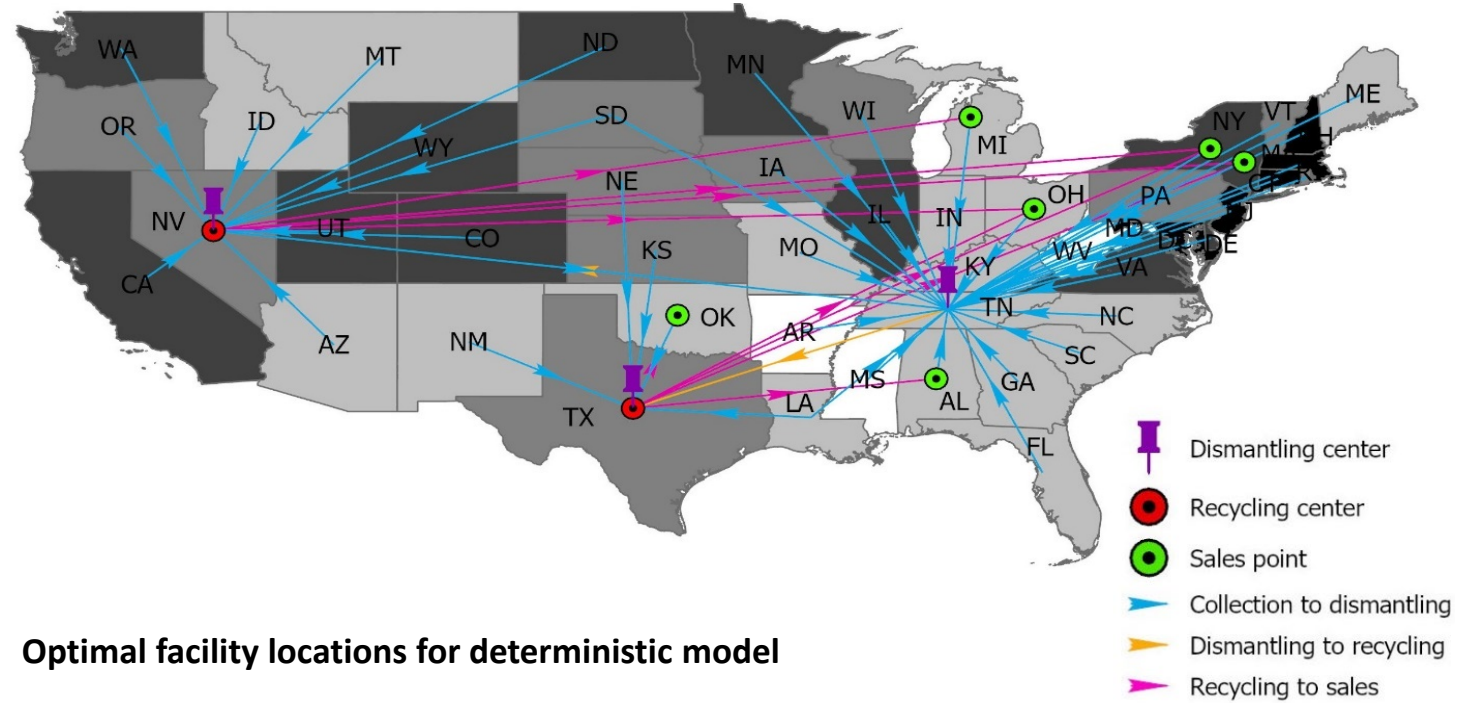 WA
MT
ND
MN
OR
ID
WY
SD
WI
MI
NY
VT
ME
NV
UT
CO
NE
IA
IL
IN
OH
PA
MD
WV
DE
VA
CA
AZ
NM
KS
MO
KY
TN
NC
OK
AR
SC
TX
LA
MS
AL
GA
FL
Dismantling center
Recycling center
Sales point
Collection to dismantling
Dismantling to recycling
Recycling to sales
Optimal facility locations for deterministic model